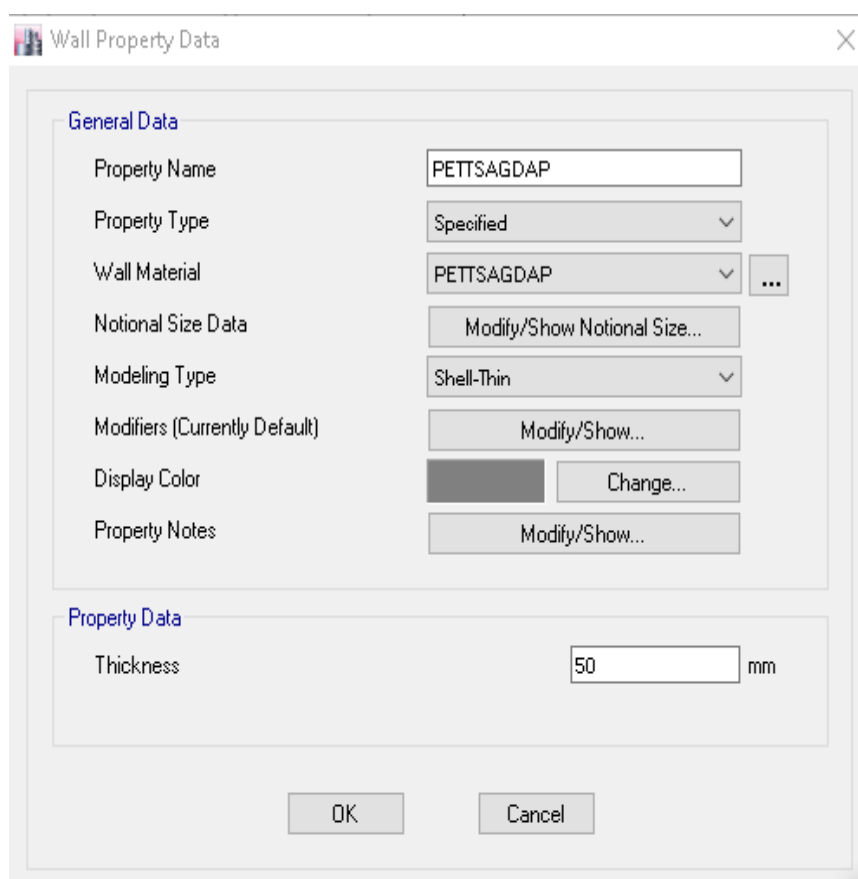 Wall Property Data
General Data
Property Name PETTSAGDAP
Property Type Specified
Wall Material PETTSAGDAP ...
Notional Size Data Modify/Show Notional Size...
Modeling Type Shell-Thin
Modifiers (Currently Default) Modify/Show...
Display Color Change...
Property Notes Modify/Show...
Property Data
Thickness 50 mm
OK Cancel